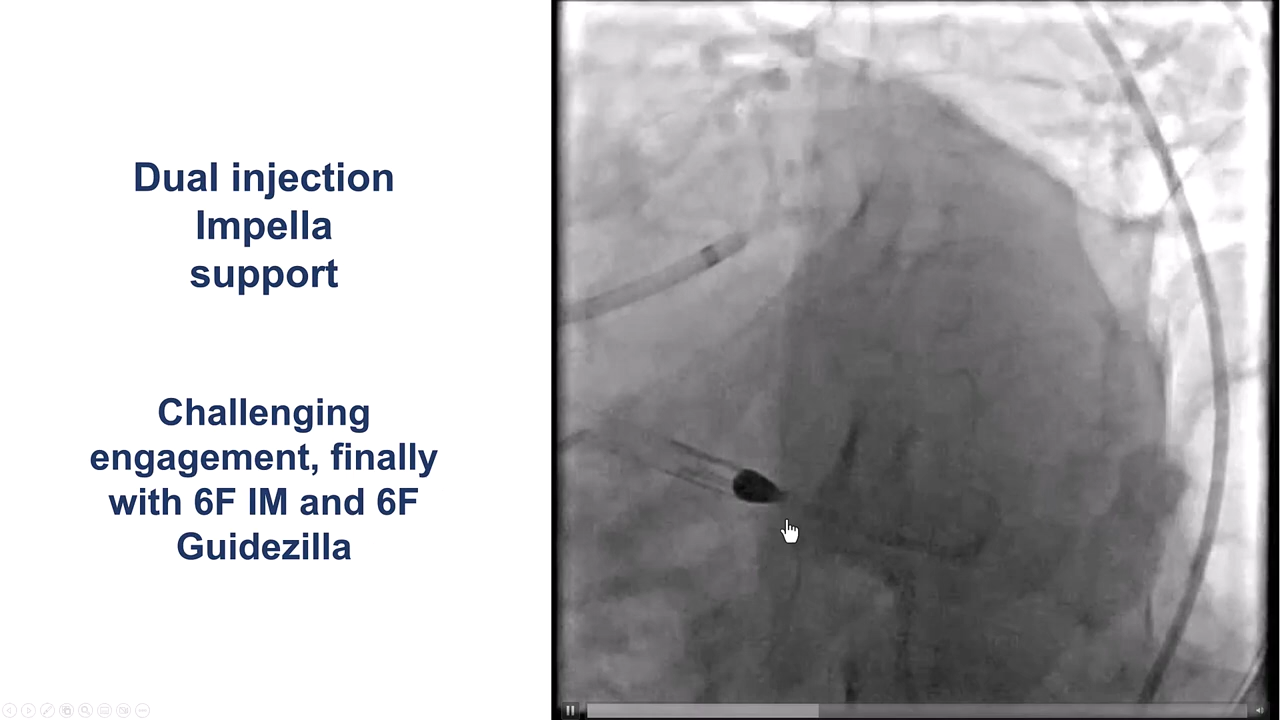 Dual injection
Impella
support
Challenging
engagement, finally
with 6F IM and 6F
Guidezilla